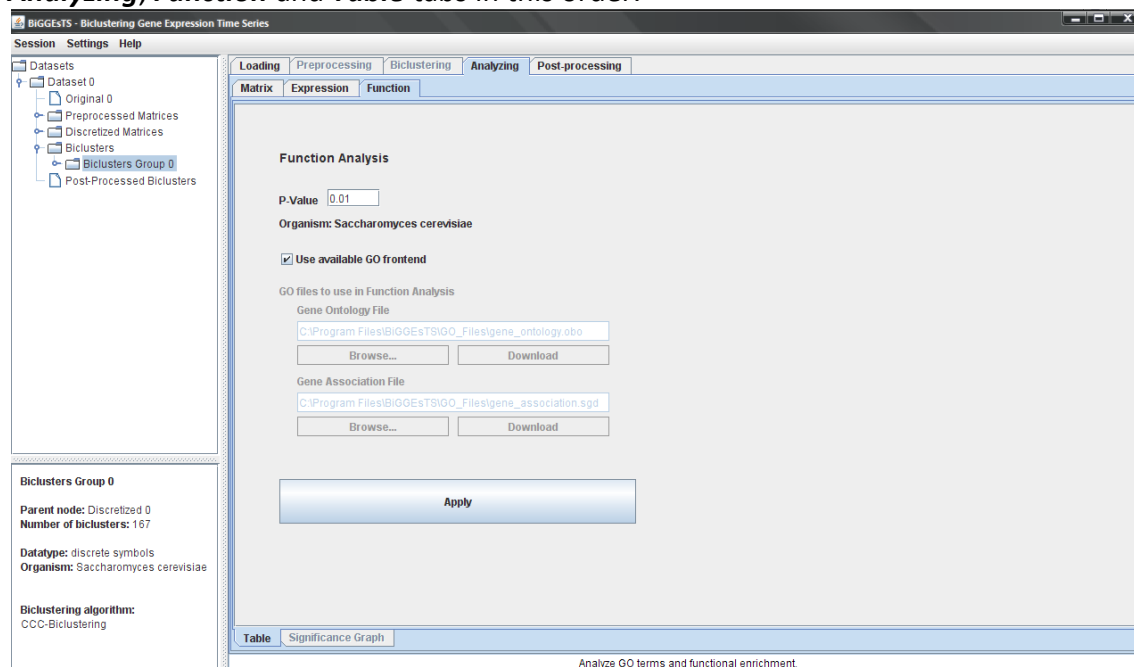 Analyzing, Function and Table tabs in this order.
BiGGEsTS - Biclustering Gene Expression Time Series
Session Settings Help
Datasets
Dataset 0
Original 0
Preprocessed Matrices
Discretized Matrices
Biclusters
Biclusters Group 0
Post-Processed Biclusters
Loading Preprocessing Biclustering Analyzing Post-processing
Matrix Expression Function
Function Analysis
P-Value 0.01
Organism: Saccharomyces cerevisiae
Use available GO frontend
GO files to use in Function Analysis
Gene Ontology File
C:\Program Files\BiGGEsTS\GO_Files\gene_ontology.obo
Browse... Download
Gene Association File
C:\Program Files\BiGGEsTS\GO_Files\gene_association.sgd
Browse... Download
Apply
Biclusters Group 0
Parent node: Discretized 0
Number of biclusters: 167
Datatype: discrete symbols
Organism: Saccharomyces cerevisiae
Biclustering algorithm:
CCC-Biclustering
Table Significance Graph
Analyze GO terms and functional enrichment.